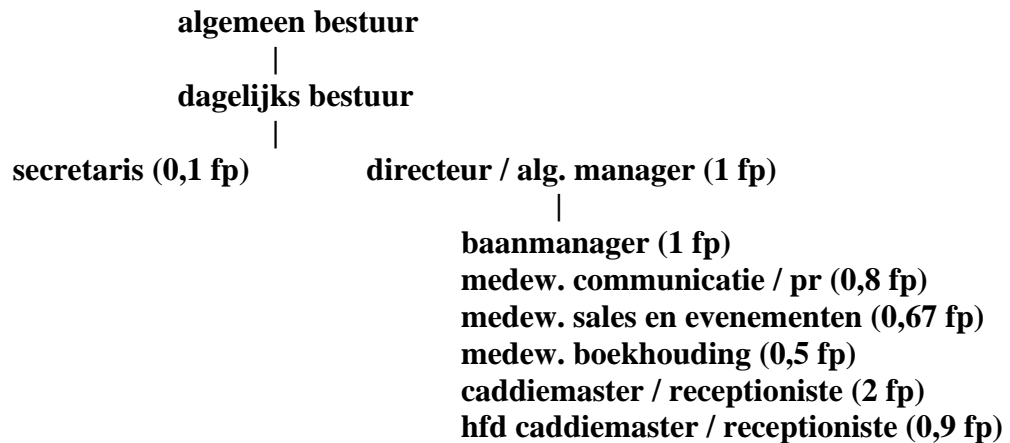 algemeen bestuur
|
dagelijks bestuur
|
secretaris (0,1 fp) directeur / alg. manager (1 fp)
|
baanmanager (1 fp)
medew. communicatie / pr (0,8 fp)
medew. sales en evenementen (0,67 fp)
medew. boekhouding (0,5 fp)
caddiemaster / receptioniste (2 fp)
hfd caddiemaster / receptioniste (0,9 fp)